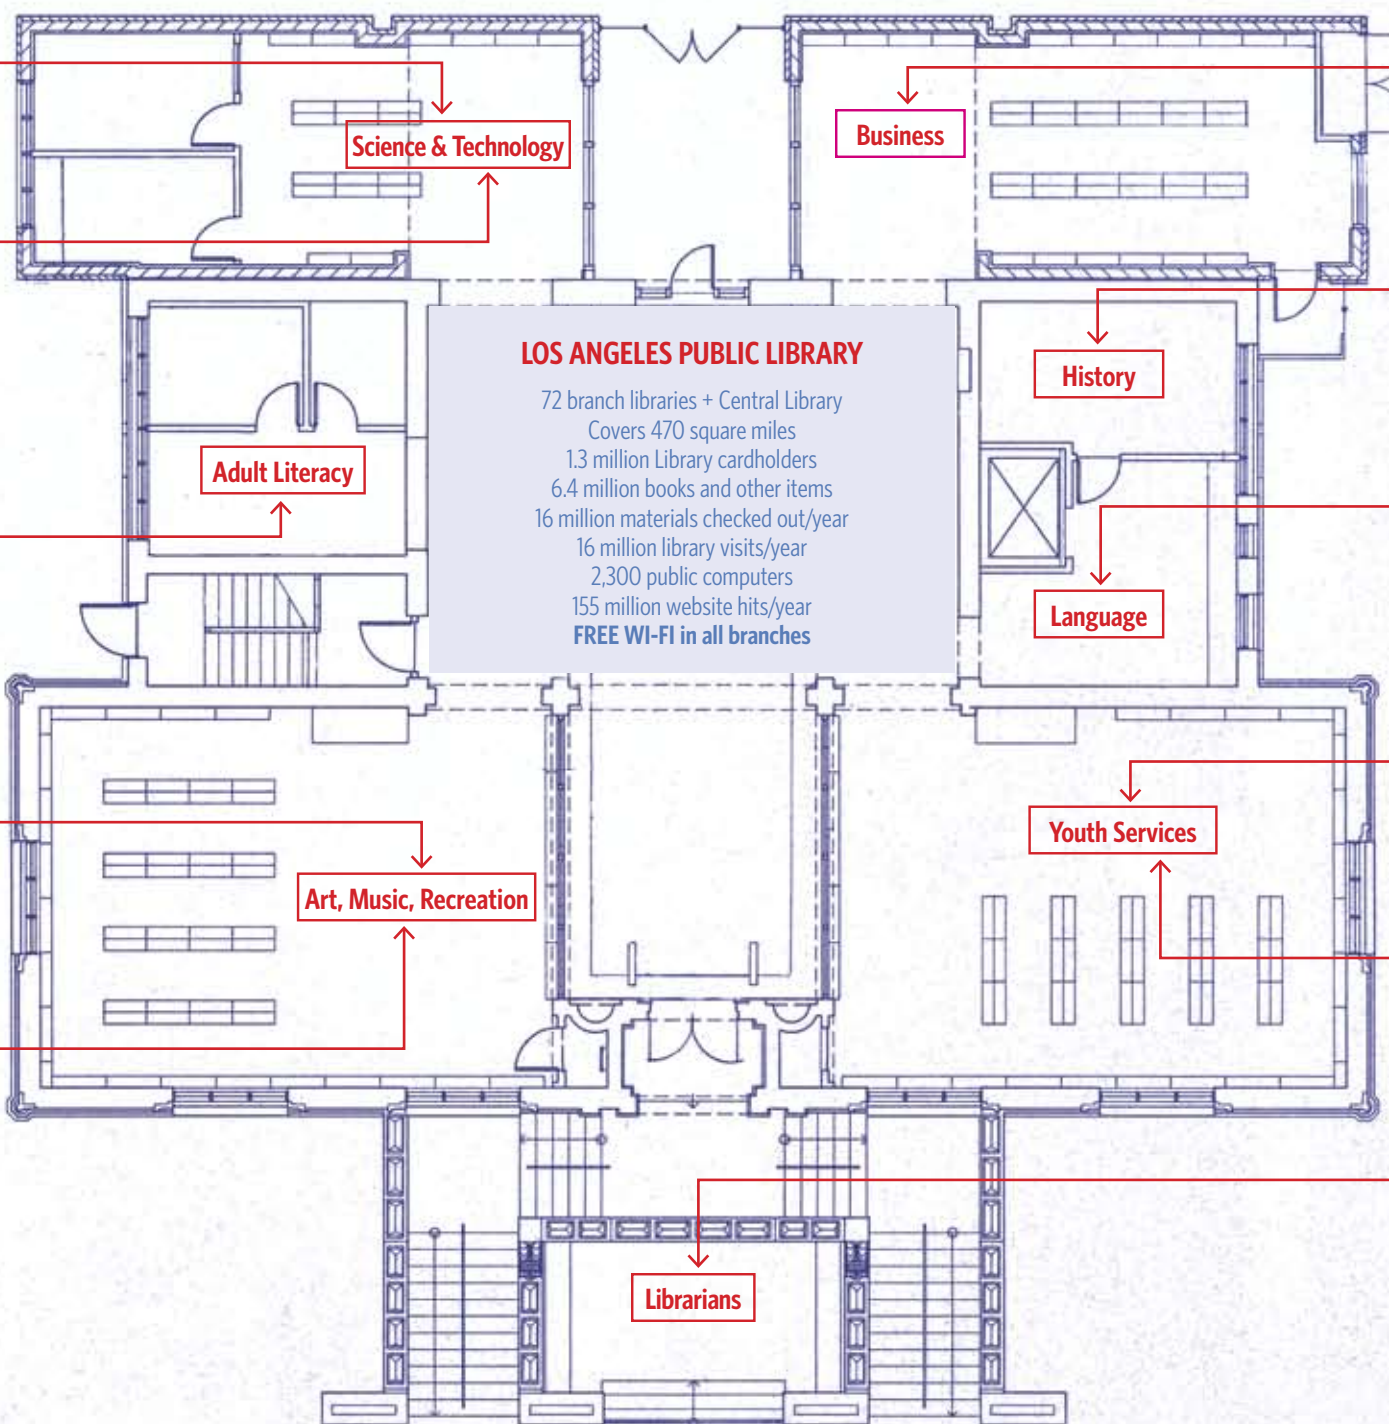 Science & Technology
Business
LOS ANGELES PUBLIC LIBRARY
72 branch libraries + Central Library
Covers 470 square miles
1.3 million Library cardholders
6.4 million books and other items
16 million materials checked out/year
16 million library visits/year
2,300 public computers
155 million website hits/year
FREE WI-FI in all branches
History
Adult Literacy
Language
Youth Services
Art, Music, Recreation
Librarians